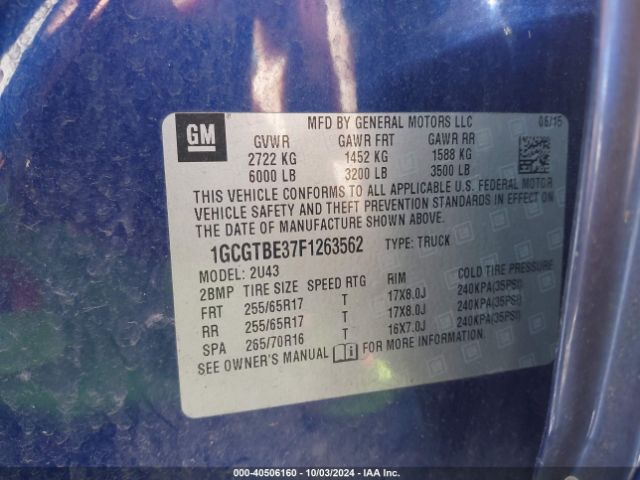 GM
MFD BY GENERAL MOTORS LLC 06/15
GVWR GAWR FRT GAWR RR
2722 KG 1452 KG 1588 KG
6000 LB 3200 LB 3500 LB
THIS VEHICLE CONFORMS TO ALL APPLICABLE U.S. FEDERAL MOTOR
VEHICLE SAFETY AND THEFT PREVENTION STANDARDS IN EFFECT ON
THE DATE OF MANUFACTURE SHOWN ABOVE.
1GCGTBE37F1263562 TYPE: TRUCK
MODEL: 2U43
2BMP TIRE SIZE SPEED RTG RIM COLD TIRE PRESSURE
FRT 255/65R17 T 17X8.0J 240KPA(35PSI)
RR 255/65R17 T 17X8.0J 240KPA(35PSI)
SPA 265/70R16 T 16X7.0J 240KPA(35PSI)
SEE OWNER'S MANUAL FOR MORE INFORMATION.
000-40506160 - 10/03/2024 - IAA Inc.